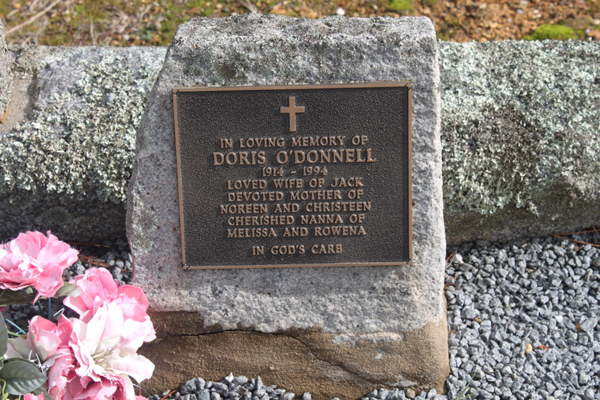 IN LOVING MEMORY OF
DORIS O'DONNELL
1914 - 1994
LOVED WIFE OF JACK
DEVOTED MOTHER OF
NOREEN AND CHRISTEEN
CHERISHED NANNA OF
MELISSA AND ROWENA
IN GOD'S CARE